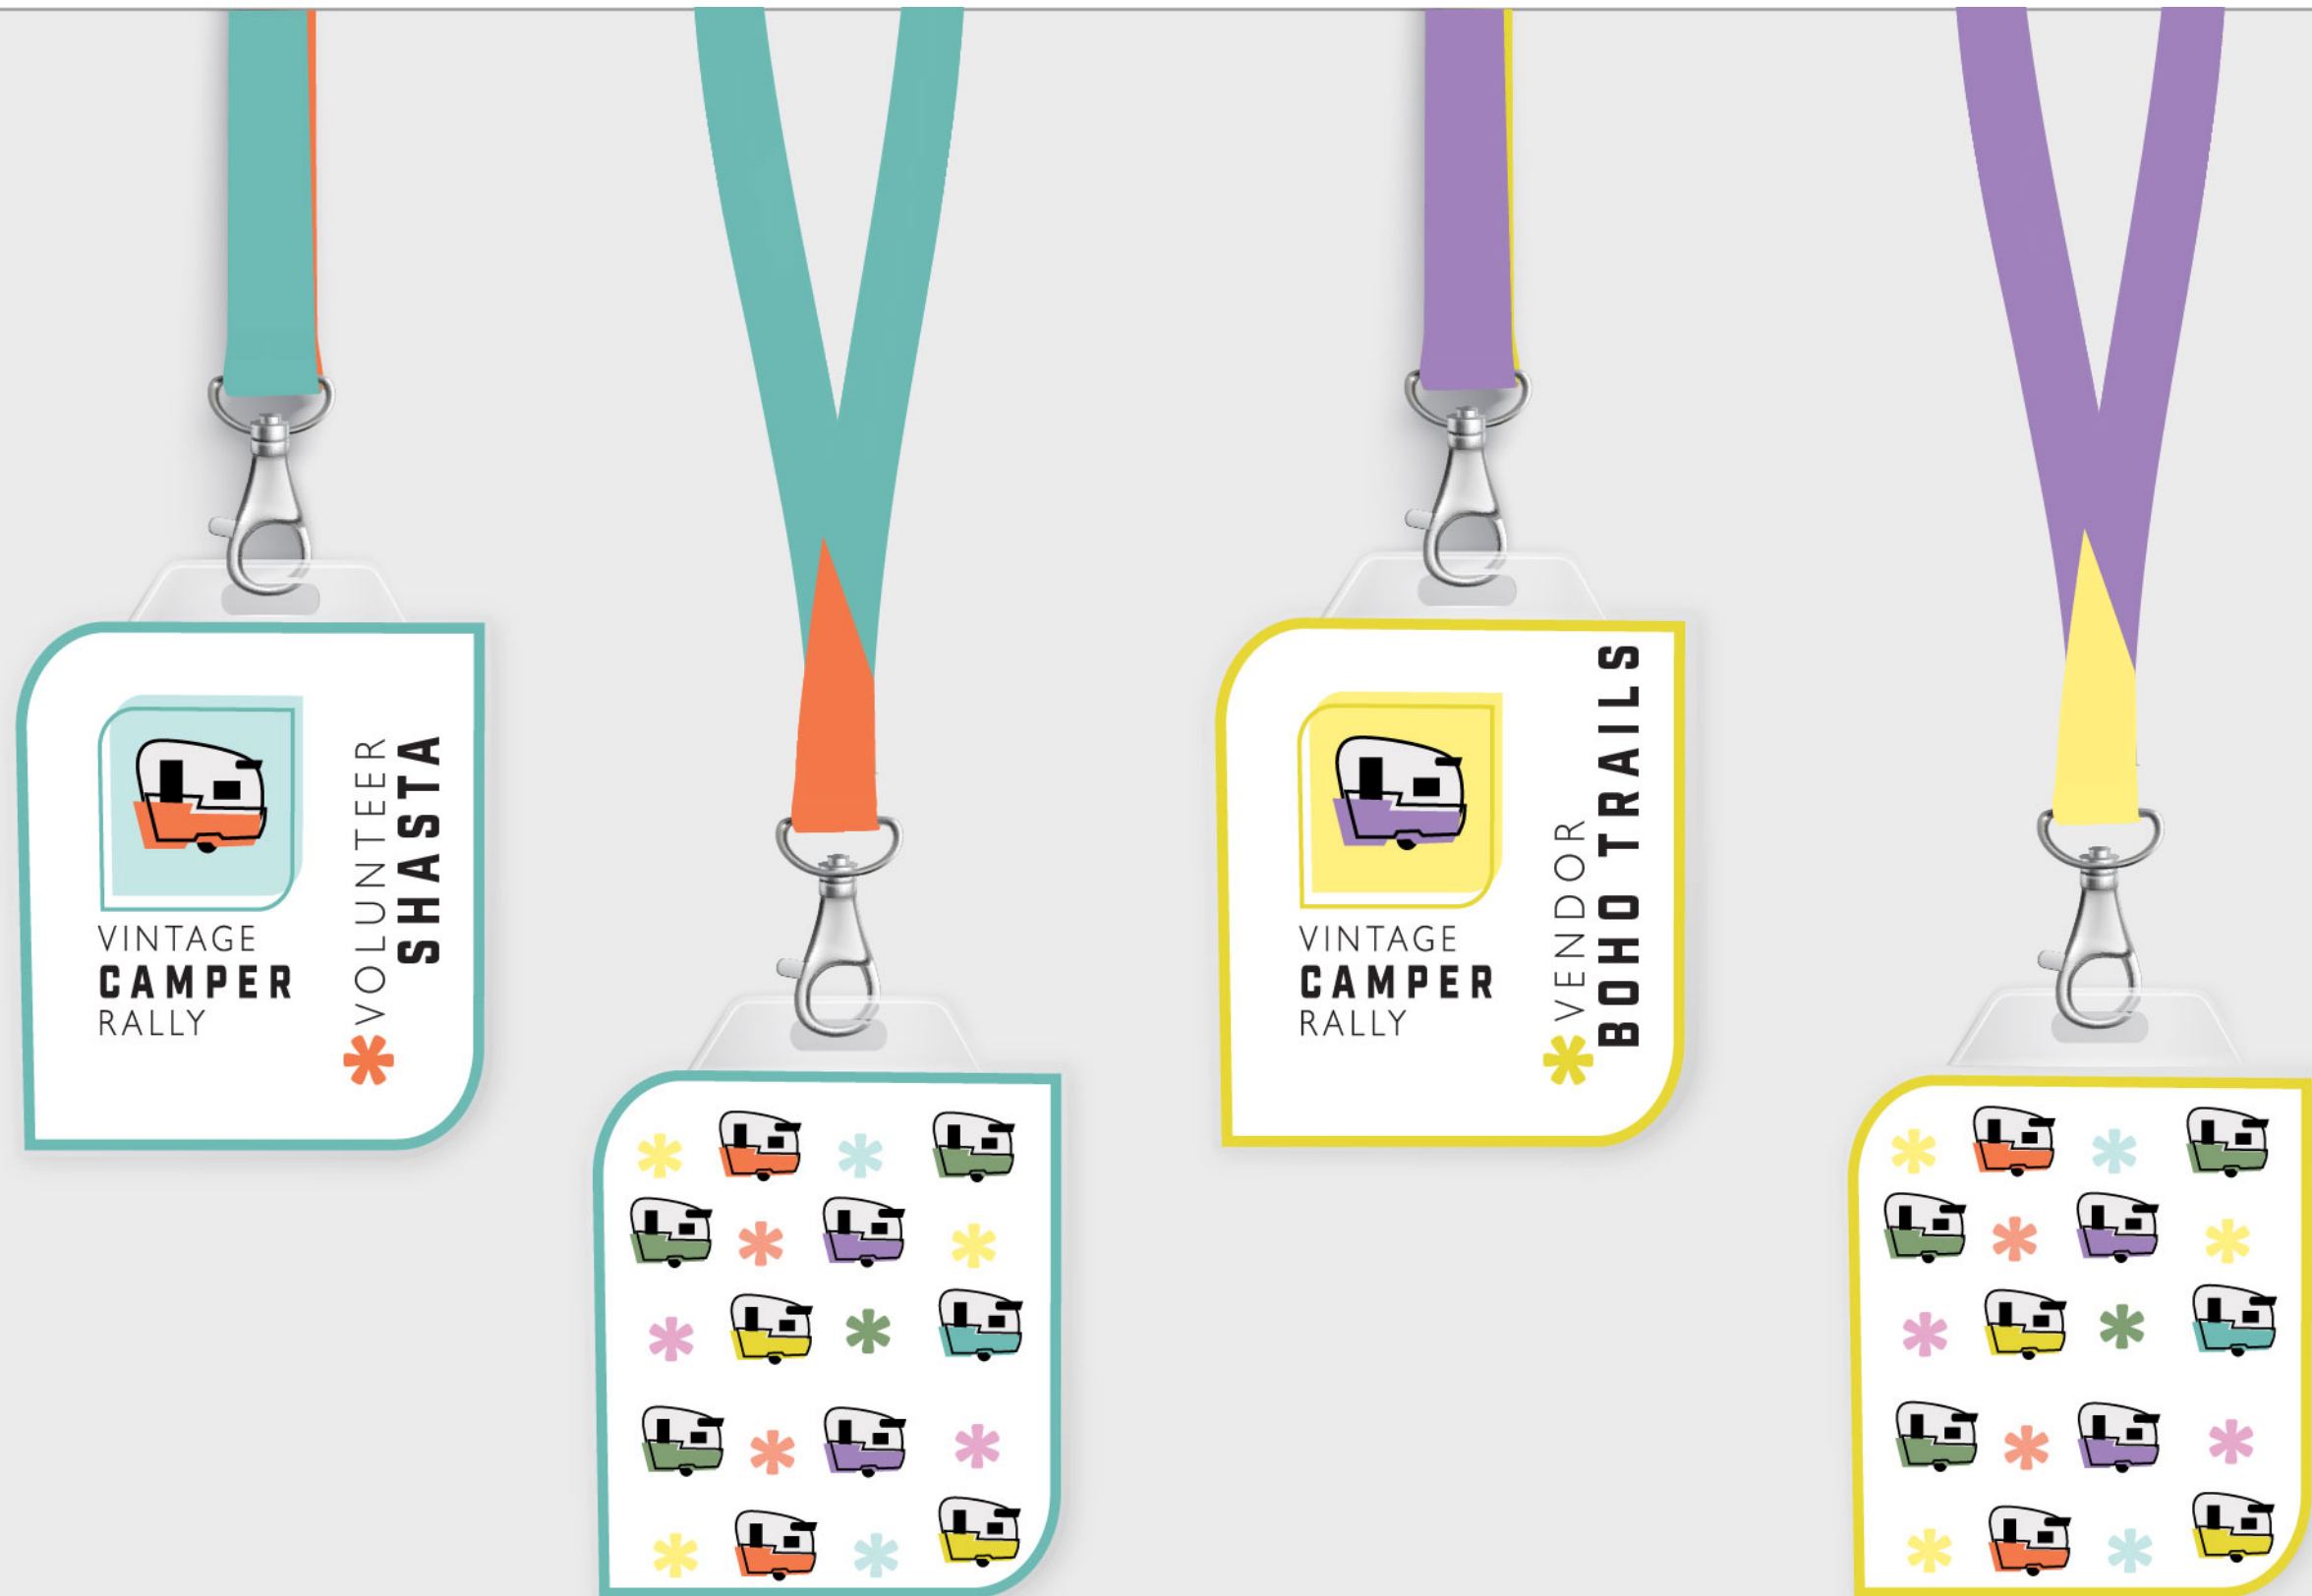 VINTAGE
CAMPER
RALLY
*VOLUNTEER
SHASTA
VINTAGE
CAMPER
RALLY
*VENDOR
BOHO TRAILS